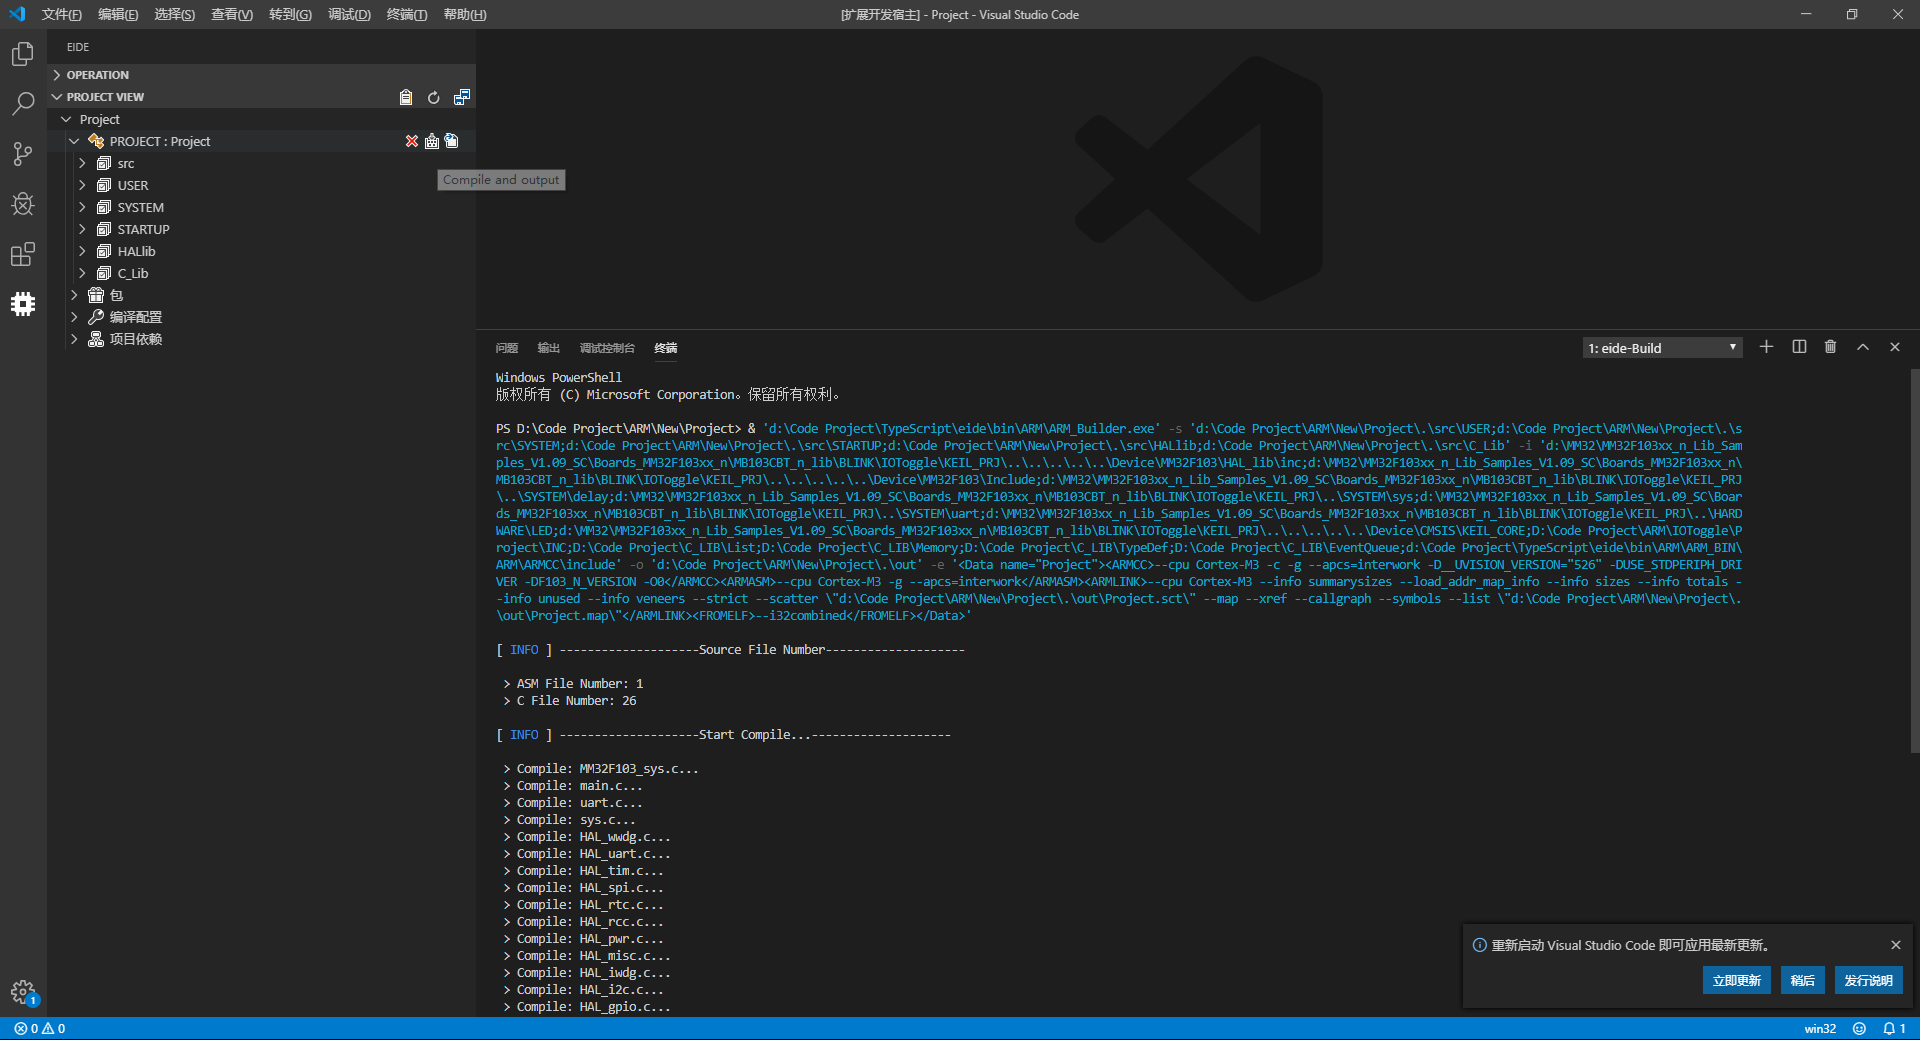 文件(F) 编辑(E) 选择(S) 查看(V) 转到(G) 调试(D) 终端(T) 帮助(H)
[扩展开发宿主] - Project - Visual Studio Code
EIDE
OPERATION
PROJECT VIEW
Project
PROJECT : Project
src
Compile and output
USER
SYSTEM
STARTUP
HALlib
C_Lib
包
编译配置
项目依赖
问题 输出 调试控制台 终端
1: eide-Build
Windows PowerShell
版权所有 (C) Microsoft Corporation。保留所有权利。
PS D:\Code Project\ARM\New\Project> & 'd:\Code Project\TypeScript\eide\bin\ARM\ARM_Builder.exe' -s 'd:\Code Project\ARM\New\Project\.\src\USER;d:\Code Project\ARM\New\Project\.\s
rc\SYSTEM;d:\Code Project\ARM\New\Project\.\src\STARTUP;d:\Code Project\ARM\New\Project\.\src\HALlib;d:\Code Project\ARM\New\Project\.\src\C_Lib' -i 'd:\MM32\MM32F103xx_n_Lib_Sam
ples_V1.09_SC\Boards_MM32F103xx_n\MB103CBT_n_lib\BLINK\IOToggle\KEIL_PRJ\..\..\..\..\..\Device\MM32F103\HAL_lib\inc;d:\MM32\MM32F103xx_n_Lib_Samples_V1.09_SC\Boards_MM32F103xx_n\
MB103CBT_n_lib\BLINK\IOToggle\KEIL_PRJ\..\..\..\..\..\Device\MM32F103\Include;d:\MM32\MM32F103xx_n_Lib_Samples_V1.09_SC\Boards_MM32F103xx_n\MB103CBT_n_lib\BLINK\IOToggle\KEIL_PRJ
\..\SYSTEM\delay;d:\MM32\MM32F103xx_n_Lib_Samples_V1.09_SC\Boards_MM32F103xx_n\MB103CBT_n_lib\BLINK\IOToggle\KEIL_PRJ\..\SYSTEM\sys;d:\MM32\MM32F103xx_n_Lib_Samples_V1.09_SC\Boar
ds_MM32F103xx_n\MB103CBT_n_lib\BLINK\IOToggle\KEIL_PRJ\..\SYSTEM\uart;d:\MM32\MM32F103xx_n_Lib_Samples_V1.09_SC\Boards_MM32F103xx_n\MB103CBT_n_lib\BLINK\IOToggle\KEIL_PRJ\..\HARD
WARE\LED;d:\MM32\MM32F103xx_n_Lib_Samples_V1.09_SC\Boards_MM32F103xx_n\MB103CBT_n_lib\BLINK\IOToggle\KEIL_PRJ\..\..\..\..\..\Device\CMSIS\KEIL_CORE;D:\Code Project\ARM\IOToggle\P
roject\INC;D:\Code Project\C_LIB\List;D:\Code Project\C_LIB\Memory;D:\Code Project\C_LIB\TypeDef;D:\Code Project\C_LIB\EventQueue;d:\Code Project\TypeScript\eide\bin\ARM\ARM_BIN\
ARM\ARMCC\include' -o 'd:\Code Project\ARM\New\Project\.\out' -e '<Data name="Project"><ARMCC>--cpu Cortex-M3 -c -g --apcs=interwork -D__UVISION_VERSION="526" -DUSE_STDPERIPH_DRI
VER -DF103_N_VERSION -O0</ARMCC><ARMASM>--cpu Cortex-M3 -g --apcs=interwork</ARMASM><ARMLINK>--cpu Cortex-M3 --info summarysizes --load_addr_map_info --info sizes --info totals -
-info unused --info veneers --strict --scatter \"d:\Code Project\ARM\New\Project\.\out\Project.sct\" --map --xref --callgraph --symbols --list \"d:\Code Project\ARM\New\Project\.
\out\Project.map\"</ARMLINK><FROMELF>--i32combined</FROMELF></Data>'
[ INFO ] --------------------Source File Number--------------------
> ASM File Number: 1
> C File Number: 26
[ INFO ] --------------------Start Compile...--------------------
> Compile: MM32F103_sys.c...
> Compile: main.c...
> Compile: uart.c...
> Compile: sys.c...
> Compile: HAL_wwdg.c...
> Compile: HAL_uart.c...
> Compile: HAL_tim.c...
> Compile: HAL_spi.c...
> Compile: HAL_rtc.c...
> Compile: HAL_rcc.c...
> Compile: HAL_pwr.c...
> Compile: HAL_misc.c...
> Compile: HAL_iwdg.c...
> Compile: HAL_i2c.c...
> Compile: HAL_gpio.c...
重新启动 Visual Studio Code 即可应用最新更新。
立即更新 稍后 发行说明
1
0 0
win32 1